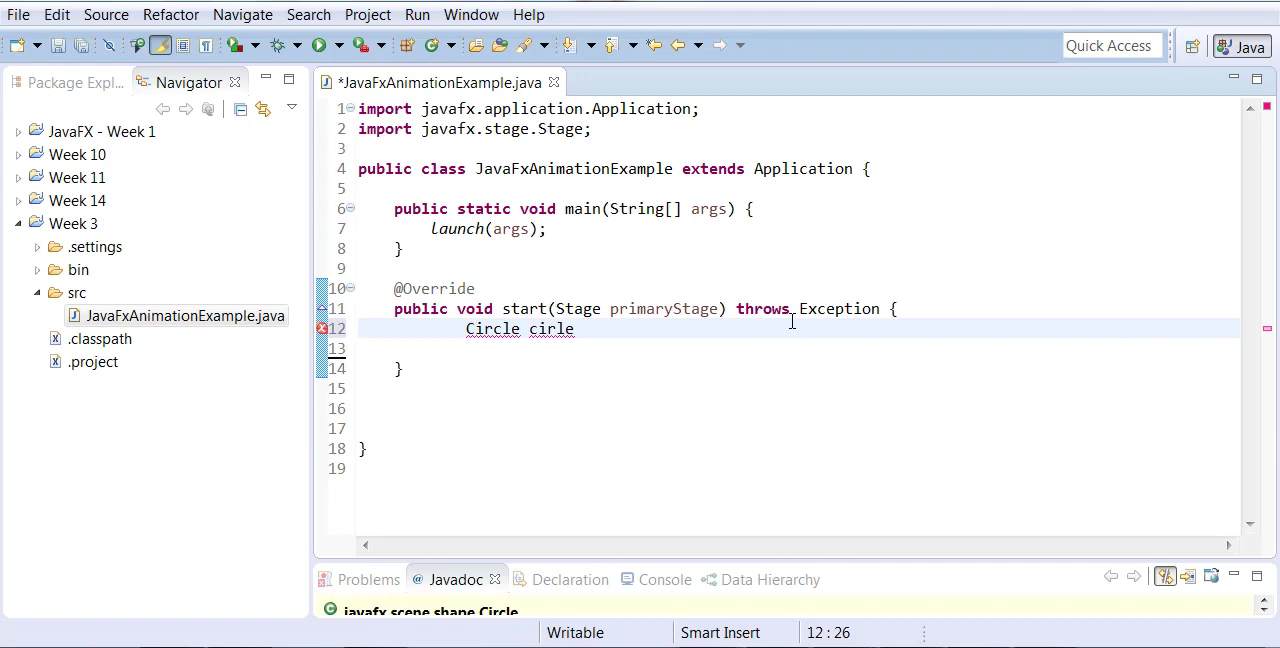 File Edit Source Refactor Navigate Search Project Run Window Help
Quick Access Java
Package Expl... Navigator
*JavaFxAnimationExample.java
JavaFX - Week 1
Week 10
Week 11
Week 14
Week 3
.settings
bin
src
JavaFxAnimationExample.java
.classpath
.project
1 import javafx.application.Application;
2 import javafx.stage.Stage;
3
4 public class JavaFxAnimationExample extends Application {
5
6 public static void main(String[] args) {
7 launch(args);
8 }
9
10 @Override
11 public void start(Stage primaryStage) throws Exception {
12 Circle cirle
13
14 }
15
16
17
18 }
19
Problems @ Javadoc Declaration Console Data Hierarchy
javafx.scene.shape.Circle
Writable Smart Insert 12 : 26